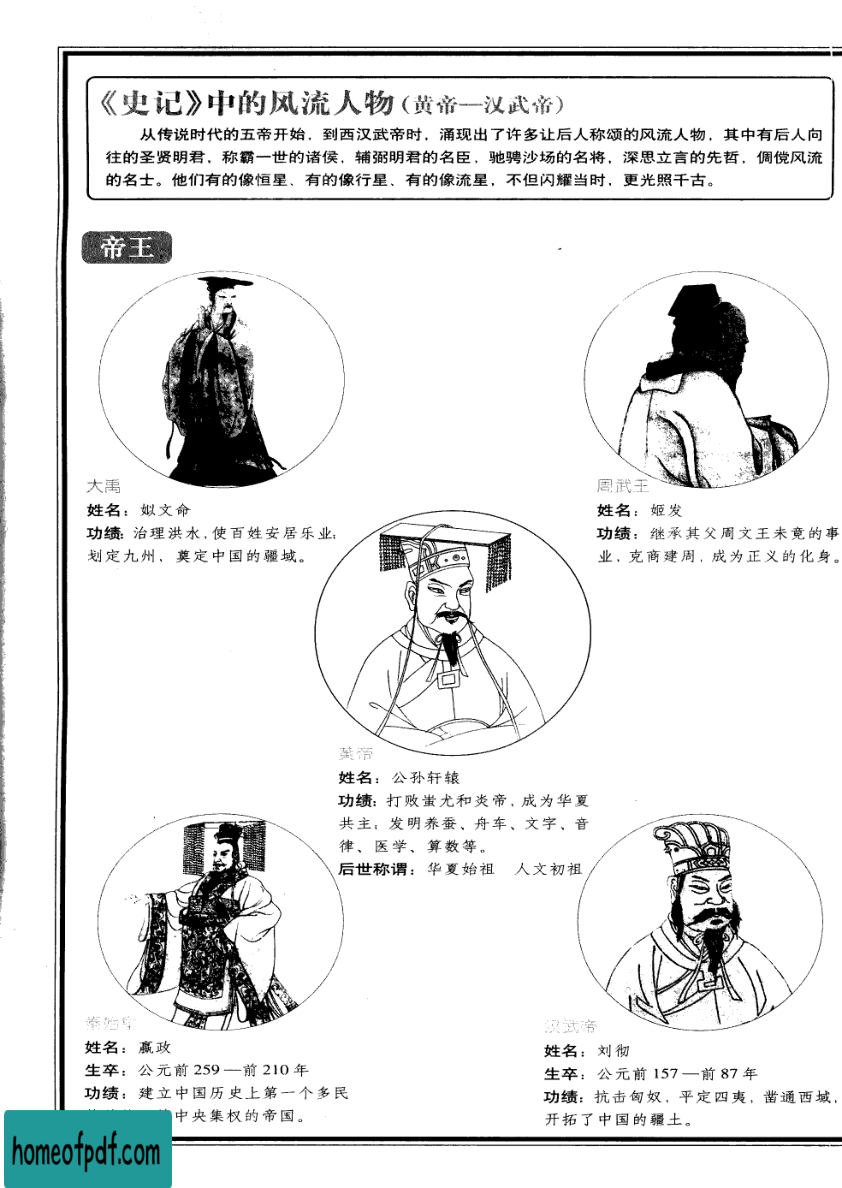 《史记》中的风流人物（黄帝—汉武帝）
从传说时代的五帝开始，到西汉武帝时，涌现出了许多让后人称颂的风流人物，其中有后人向
往的圣贤明君，称霸一世的诸侯，辅弼明君的名臣，驰骋沙场的名将，深思立言的先哲，倜傥风流
的名士。他们有的像恒星、有的像行星、有的像流星，不但闪耀当时，更光照千古。
帝王
大禹
姓名：姒文命
功绩：治理洪水，使百姓安居乐业；
划定九州，奠定中国的疆域。
周武王
姓名：姬发
功绩：继承其父周文王未竟的事
业，克商建周，成为正义的化身。
黄帝
姓名：公孙轩辕
功绩：打败蚩尤和炎帝，成为华夏
共主；发明养蚕、舟车、文字、音
律、医学、算数等。
后世称谓：华夏始祖　人文初祖
秦始皇
姓名：嬴政
生卒：公元前 259 —前 210 年
功绩：建立中国历史上第一个多民
中央集权的帝国。
汉武帝
姓名：刘彻
生卒：公元前 157 —前 87 年
功绩：抗击匈奴，平定四夷，凿通西域，
开拓了中国的疆土。
homeofpdf.com